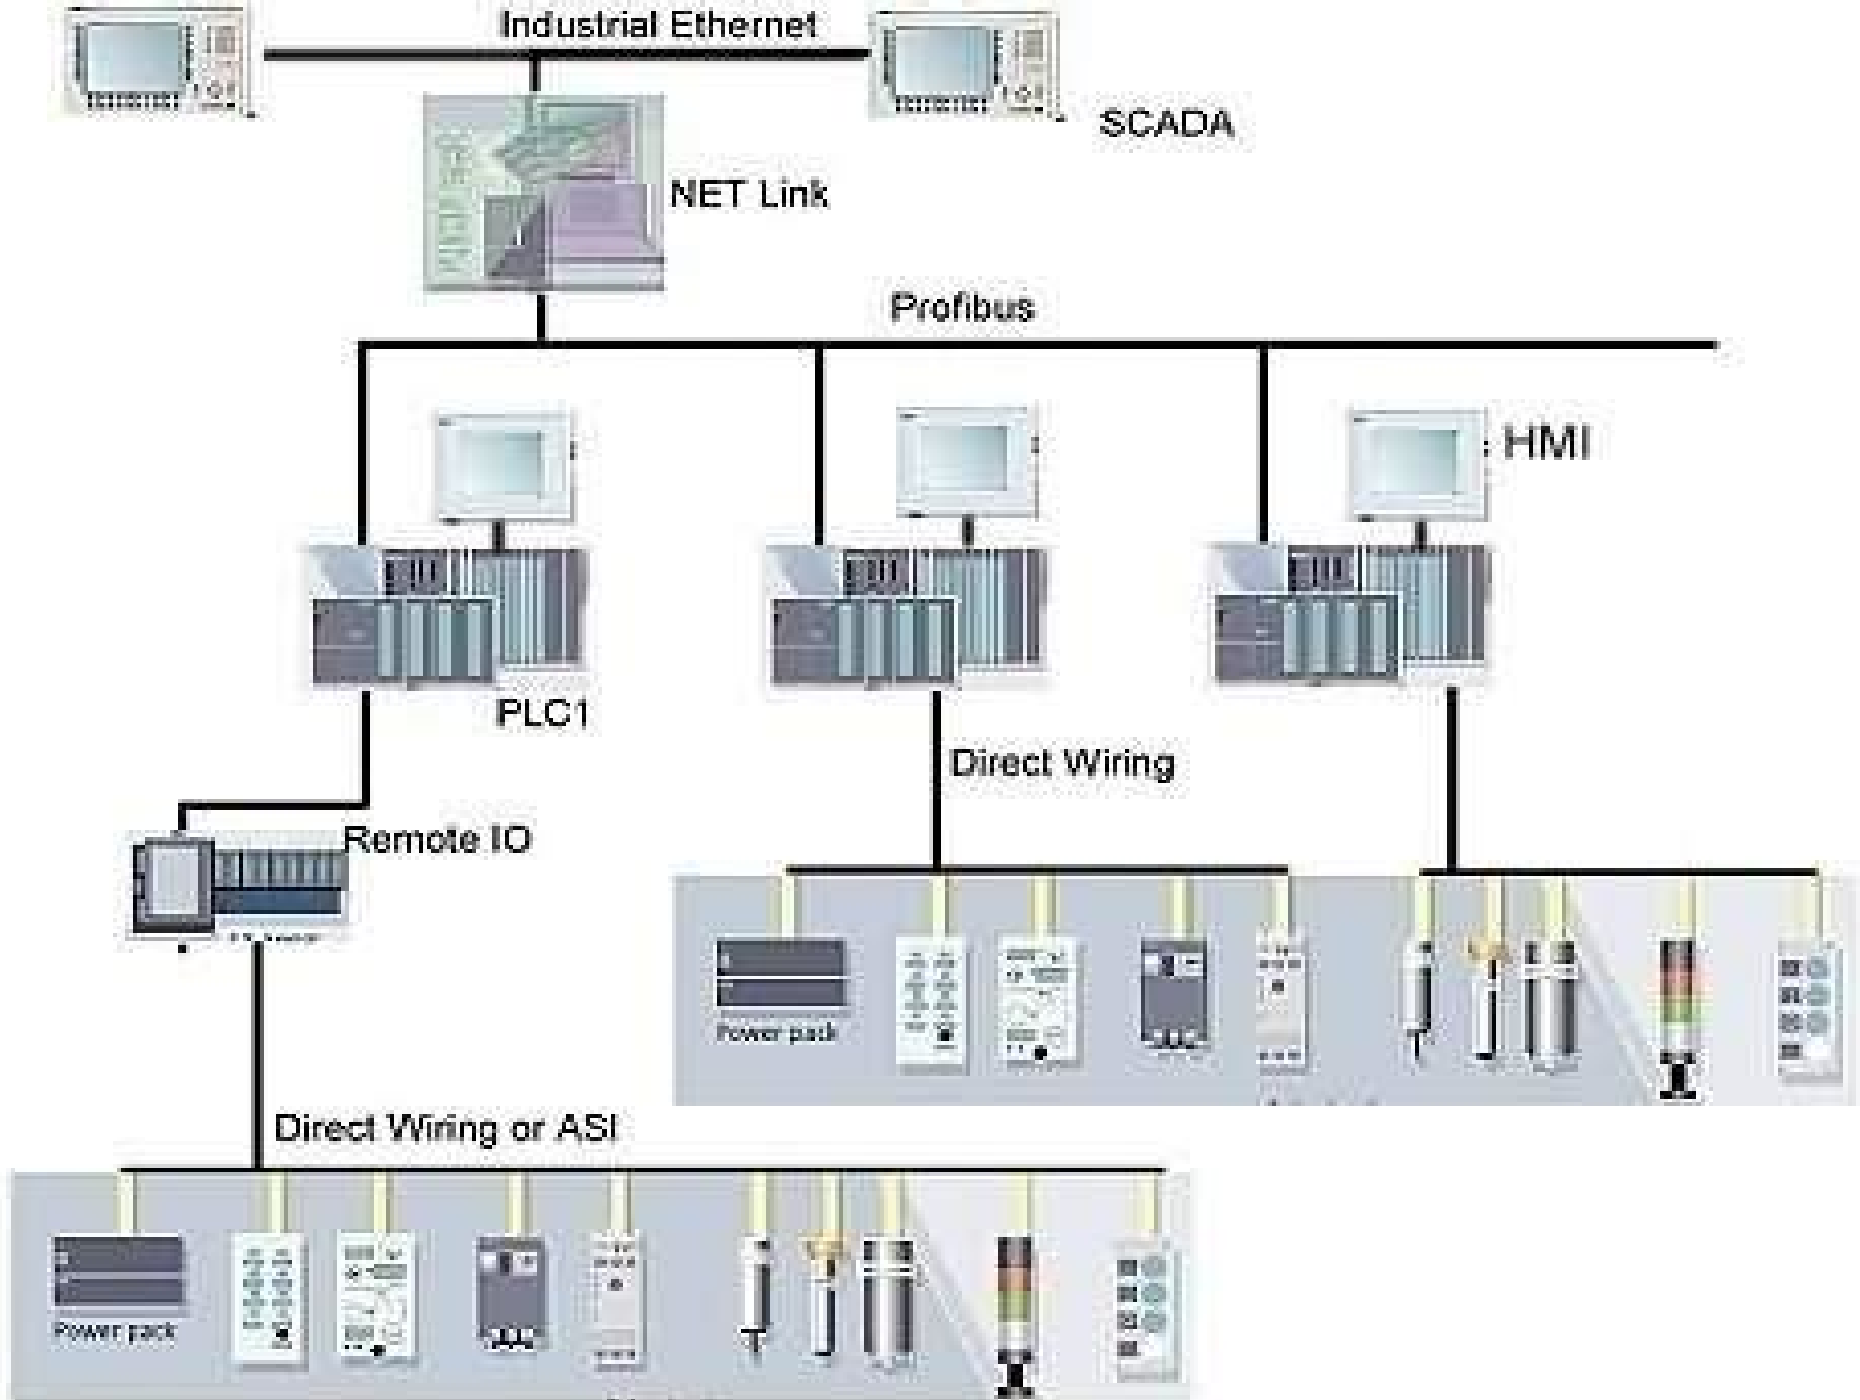 Industrial Ethernet
SCADA
NET Link
Profibus
HMI
PLC1
Direct Wiring
Remote IO
Power pack
Direct Wiring or ASI
Power pack